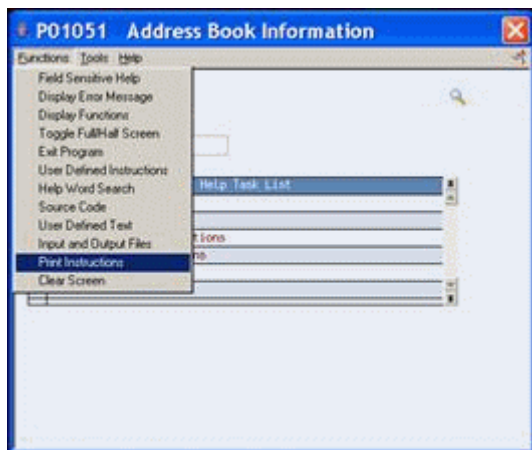 P01051 Address Book Information
Functions Tools Help
Field Sensitive Help
Display Error Message
Display Functions
Toggle Full/Half Screen
Exit Program
User Defined Instructions
Help Word Search
Help Task List
Source Code
User Defined Text
Input and Output Files
tions
Print Instructions
ns
Clear Screen